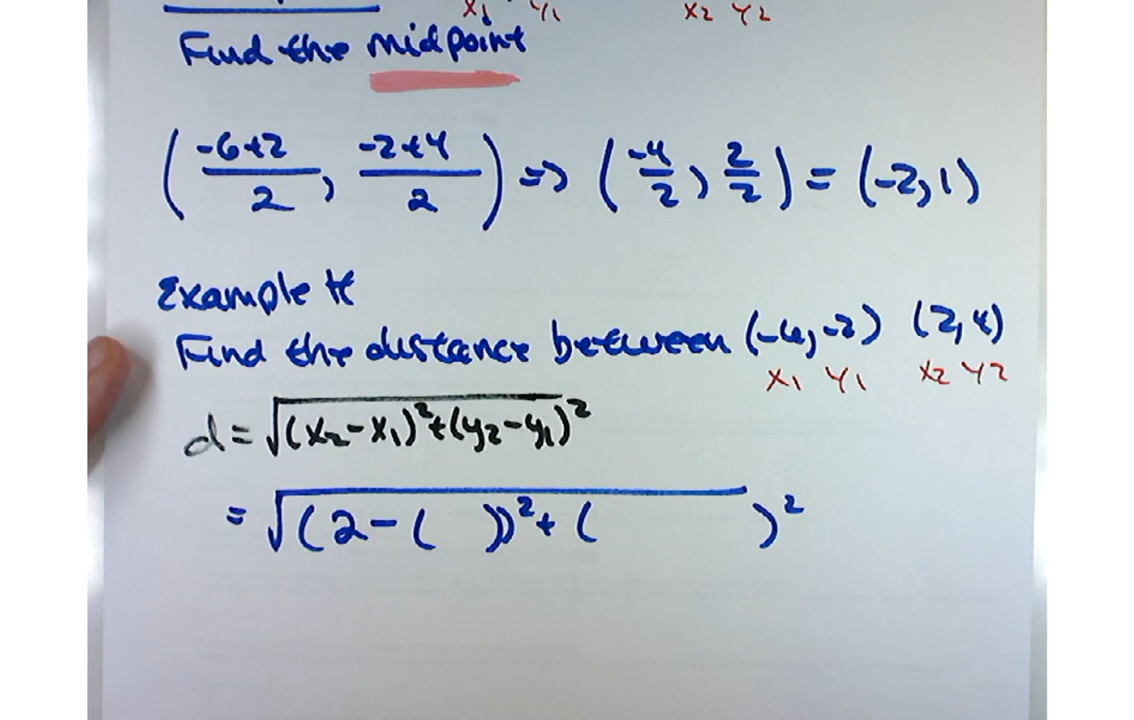 x₁ y₁ x₂ y₂
Find the midpoint
(-6+2/2, -2+4/2) => (-4/2, 2/2) = (-2,1)
Example H
Find the distance between (-6,-2) (2,4)
x₁ y₁ x₂ y₂
d = √(x₂-x₁)²+(y₂-y₁)²
= √(2-( ))²+( )²